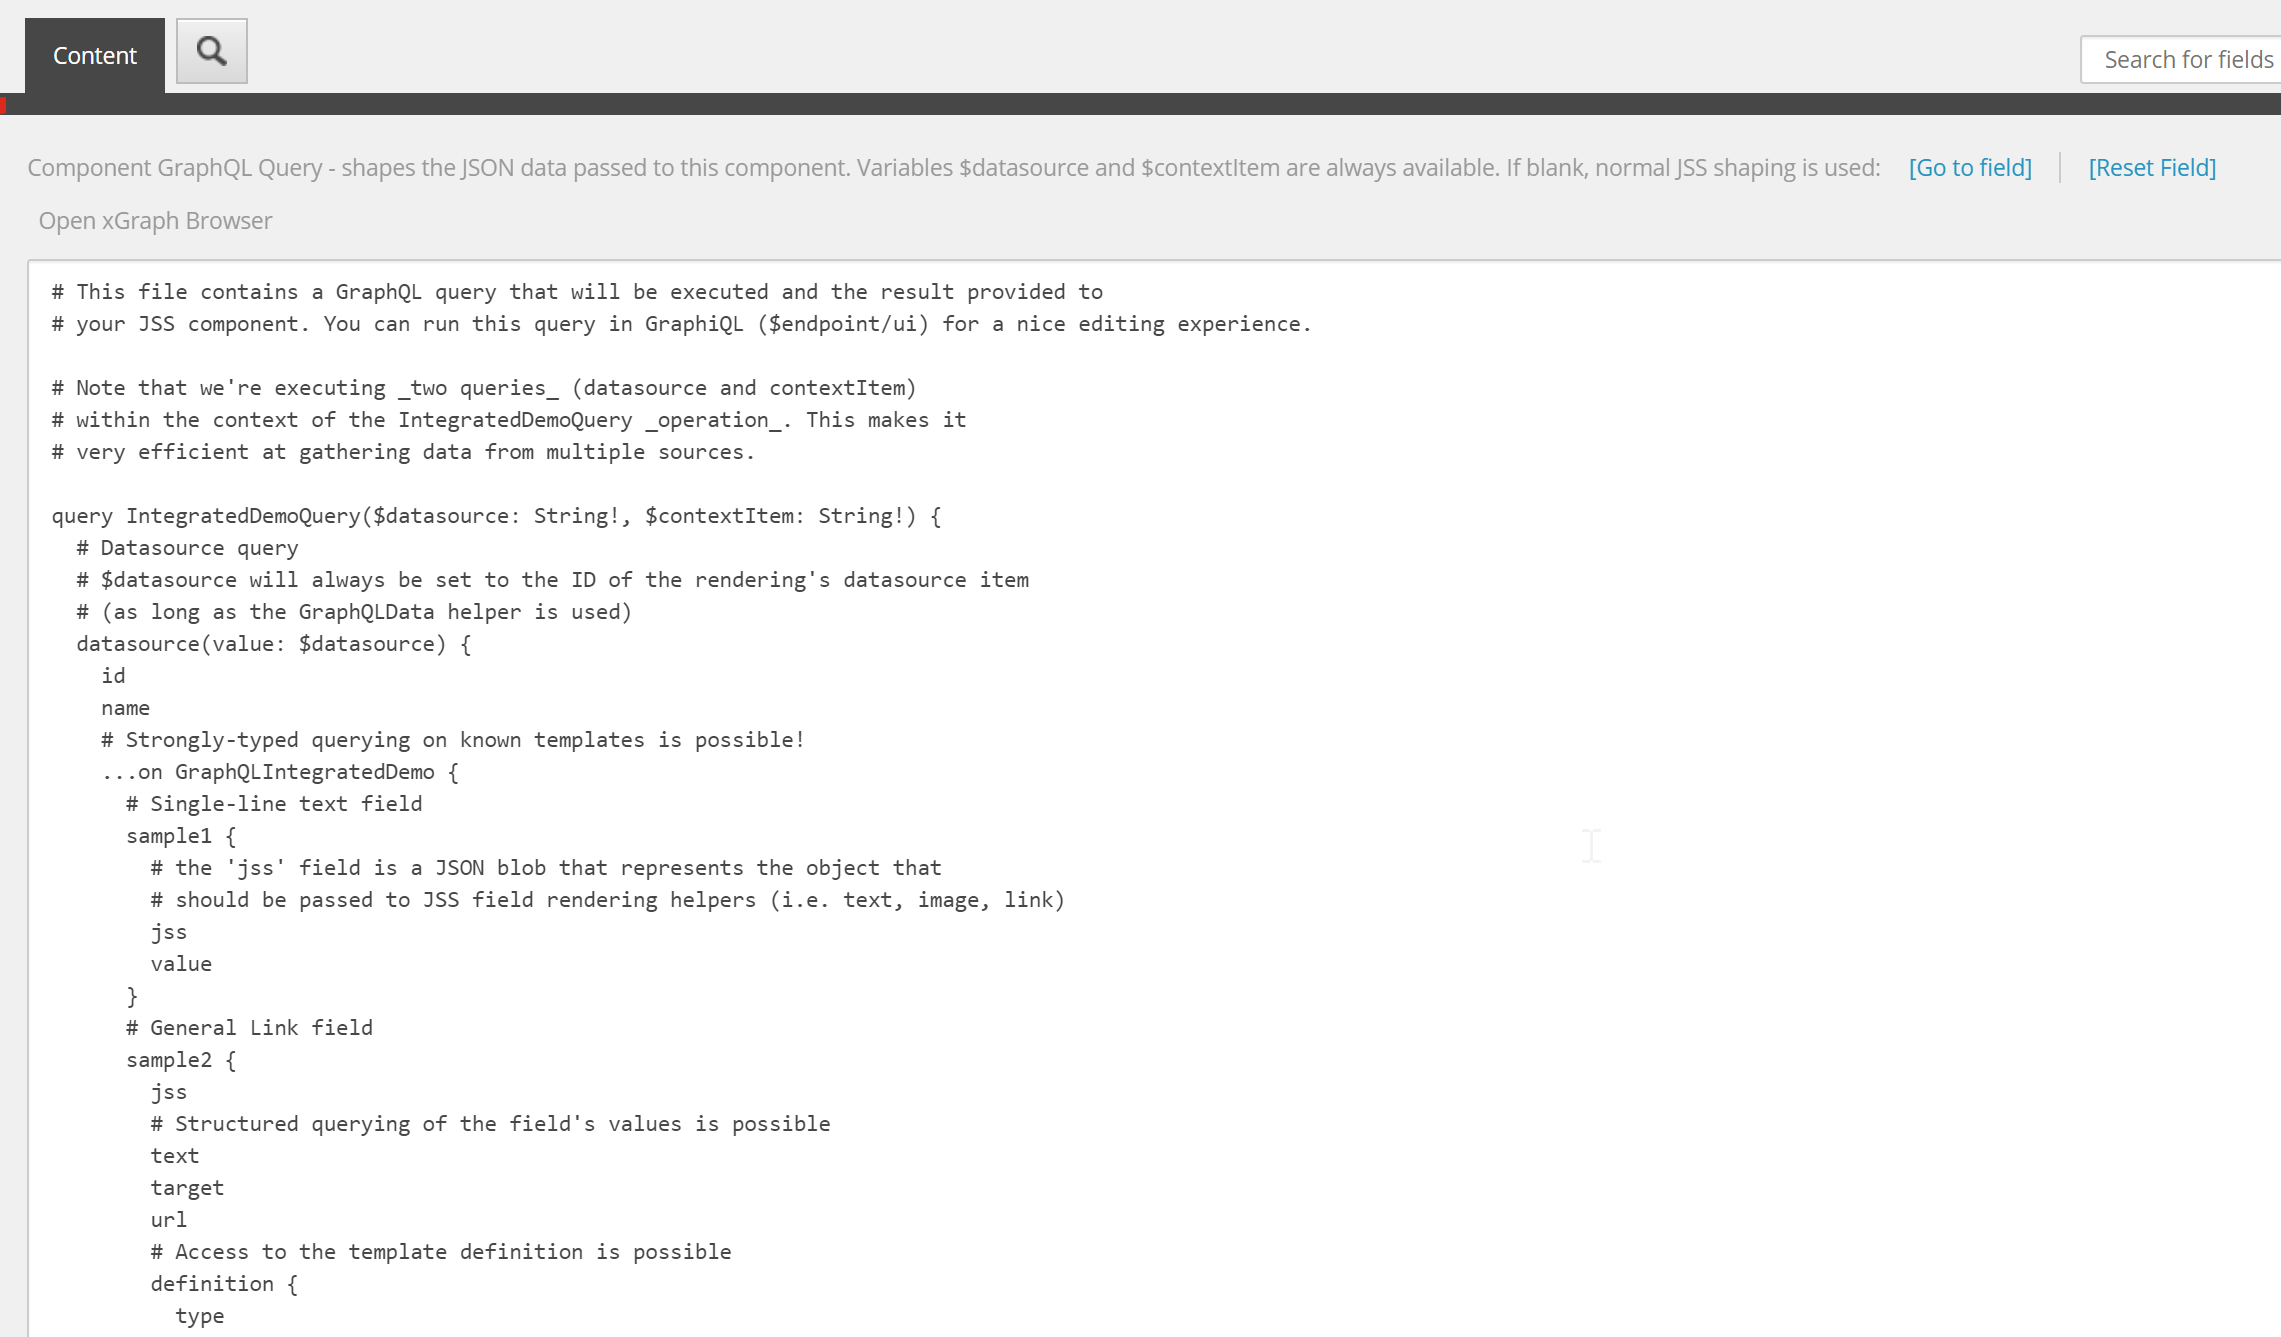 Content
Search for fields
Component GraphQL Query - shapes the JSON data passed to this component. Variables $datasource and $contextItem are always available. If blank, normal JSS shaping is used: [Go to field] [Reset Field]
Open xGraph Browser
# This file contains a GraphQL query that will be executed and the result provided to
# your JSS component. You can run this query in GraphiQL ($endpoint/ui) for a nice editing experience.
# Note that we're executing _two queries_ (datasource and contextItem)
# within the context of the IntegratedDemoQuery _operation_. This makes it
# very efficient at gathering data from multiple sources.
query IntegratedDemoQuery($datasource: String!, $contextItem: String!) {
# Datasource query
# $datasource will always be set to the ID of the rendering's datasource item
# (as long as the GraphQLData helper is used)
datasource(value: $datasource) {
id
name
# Strongly-typed querying on known templates is possible!
...on GraphQLIntegratedDemo {
# Single-line text field
sample1 {
# the 'jss' field is a JSON blob that represents the object that
# should be passed to JSS field rendering helpers (i.e. text, image, link)
jss
value
}
# General Link field
sample2 {
jss
# Structured querying of the field's values is possible
text
target
url
# Access to the template definition is possible
definition {
type